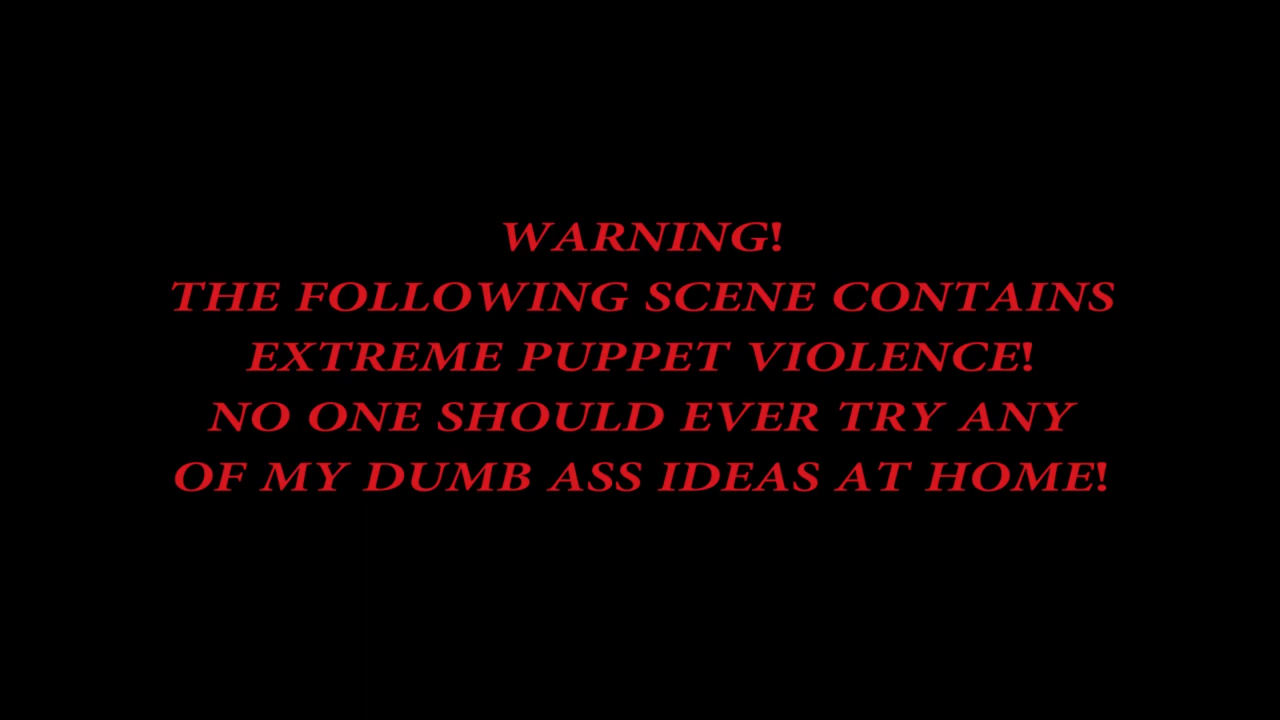 WARNING!
THE FOLLOWING SCENE CONTAINS
EXTREME PUPPET VIOLENCE!
NO ONE SHOULD EVER TRY ANY
OF MY DUMB ASS IDEAS AT HOME!